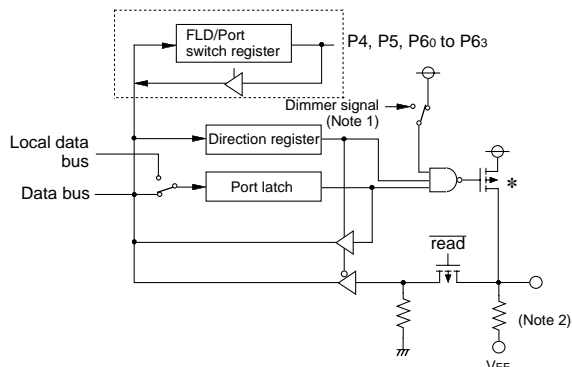 FLD/Port
switch register
P4, P5, P60 to P63
Dimmer signal
(Note 1)
Local data
bus
Direction register
Data bus
Port latch
*
read
(Note 2)
VEE